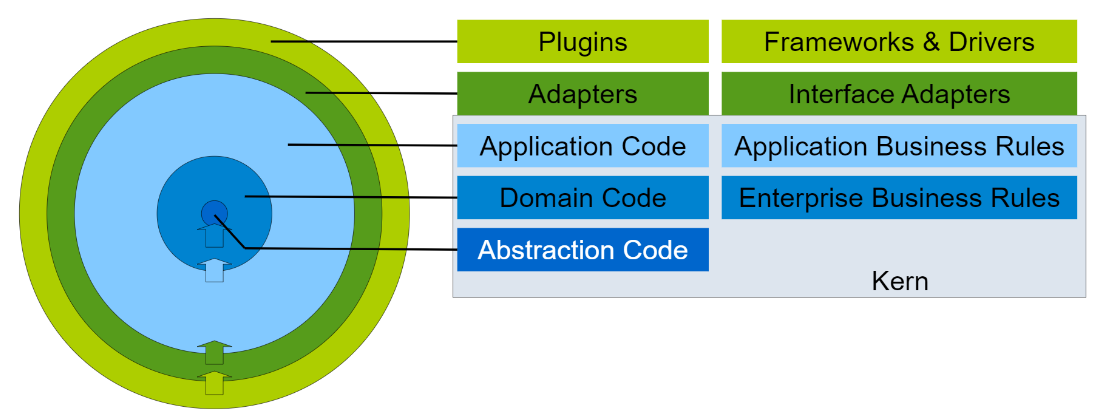 Plugins
Frameworks & Drivers
Adapters
Interface Adapters
Application Code
Application Business Rules
Domain Code
Enterprise Business Rules
Abstraction Code
Kern